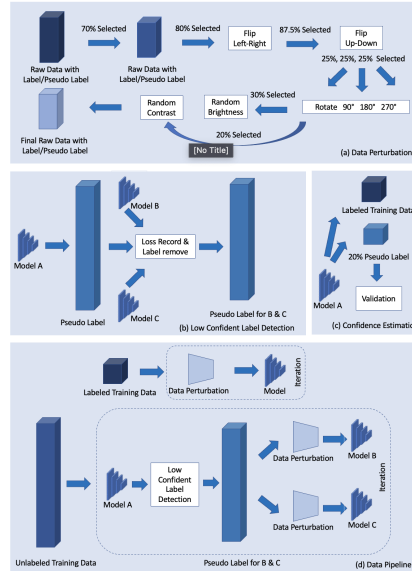 70% Selected
80% Selected
Flip
Left-Right
87.5% Selected
Flip
Up-Down
Raw Data with
Label/Pseudo Label
Raw Data with
Label/Pseudo Label
25%, 25%, 25% Selected
Final Raw Data with
Label/Pseudo Label
Random
Contrast
Random
Brightness
30% Selected
Rotate 90° 180° 270°
20% Selected
[No Title]
(a) Data Perturbation
Model A
Pseudo Label
Model B
Loss Record &
Label remove
Model C
Pseudo Label for B & C
(b) Low Confident Label Detection
Labeled Training Data
20% Pseudo Label
Model A
Validation
(c) Confidence Estimatio
Labeled Training Data
Data Perturbation
Model
Iteration
Unlabeled Training Data
Model A
Low
Confident
Label
Detection
Pseudo Label for B & C
Data Perturbation
Model B
Data Perturbation
Model C
Iteration
(d) Data Pipeline